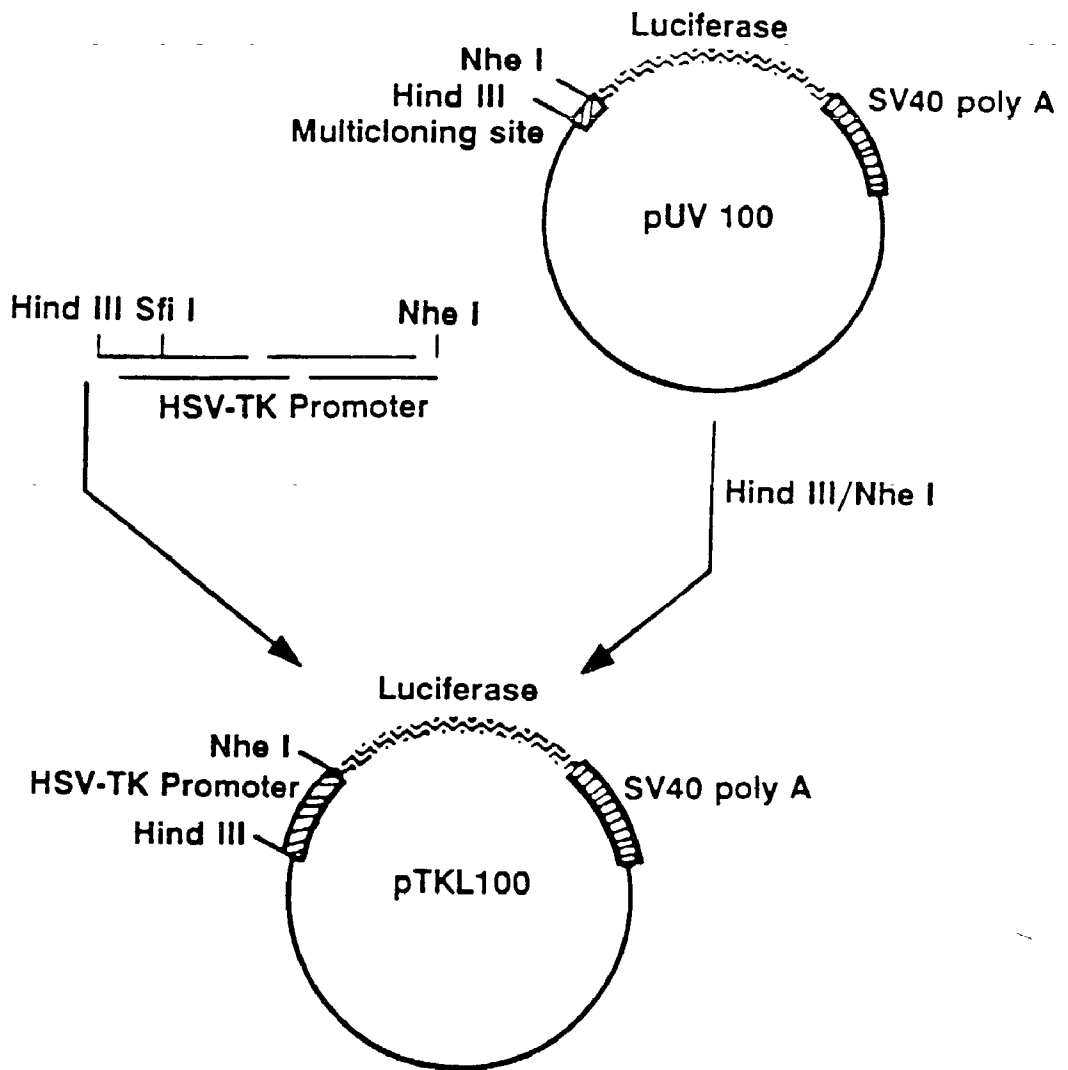 Luciferase
Nhe I
Hind III
Multicloning site
SV40 poly A
pUV 100
Hind III Sfi I
Nhe I
HSV-TK Promoter
Hind III/Nhe I
Luciferase
Nhe I
HSV-TK Promoter
Hind III
SV40 poly A
pTKL100